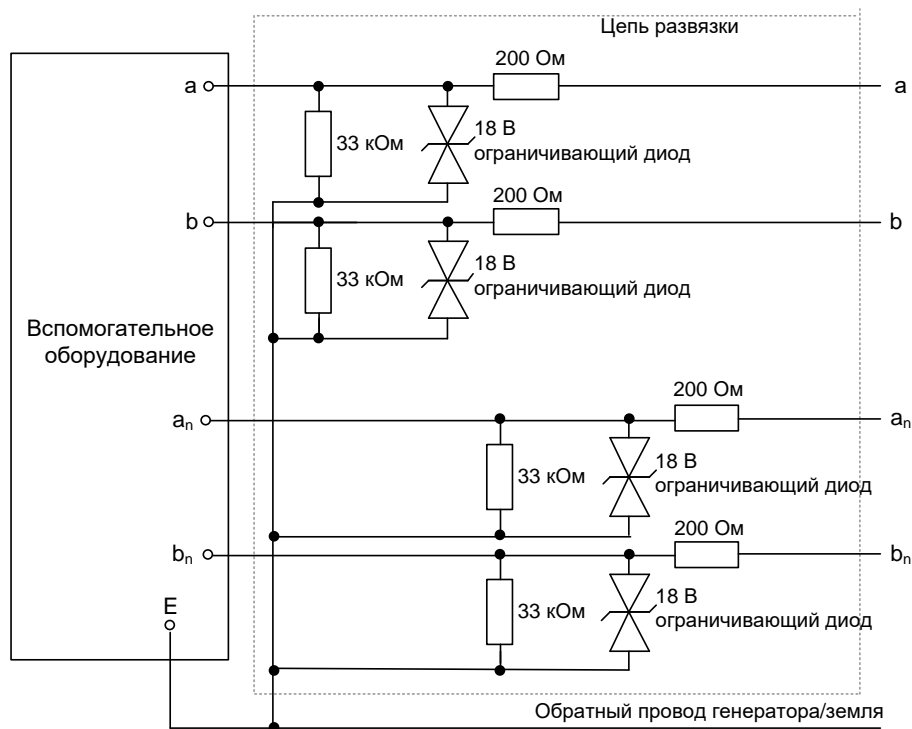 Цепь развязки
200 Ом
a
a
33 кОм
18 В
ограничивающий диод
200 Ом
b
b
33 кОм
18 В
ограничивающий диод
Вспомогательное
оборудование
200 Ом
aₙ
aₙ
33 кОм
18 В
ограничивающий диод
200 Ом
bₙ
bₙ
33 кОм
18 В
ограничивающий диод
E
Обратный провод генератора/земля